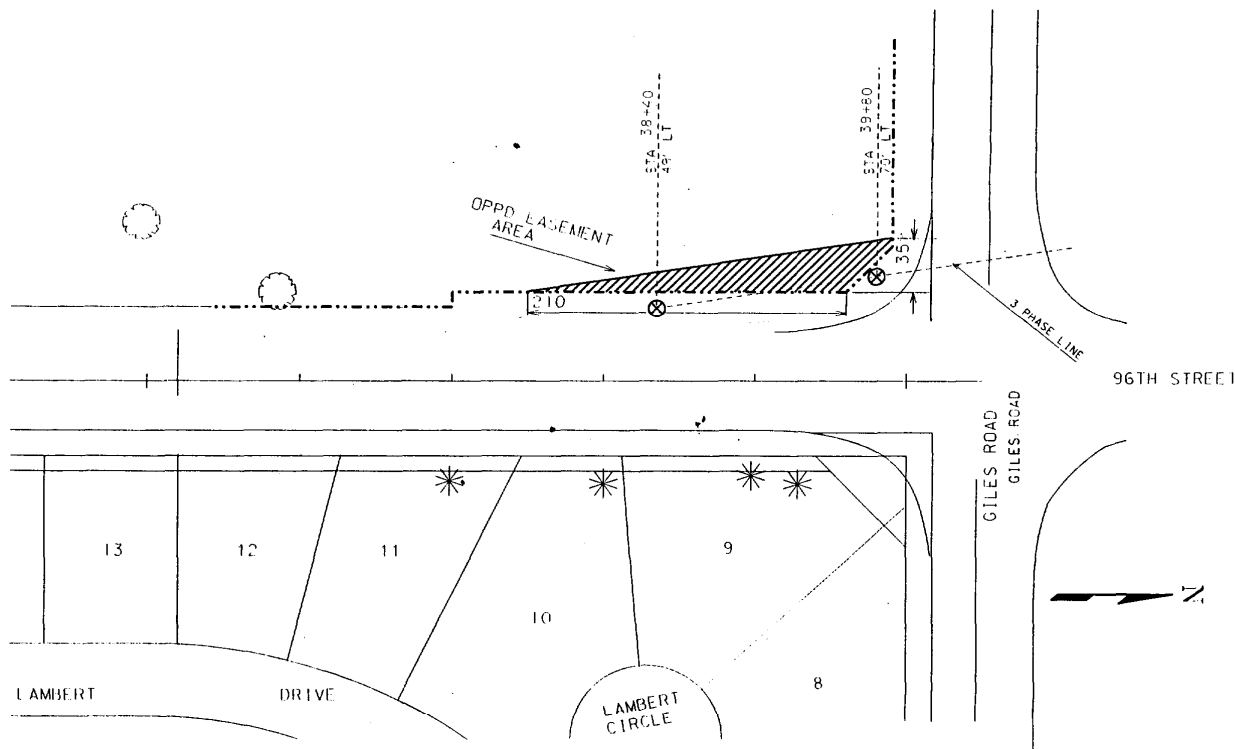 STA 38+40
49' LT
STA 39+80
70' LT
OPPD EASEMENT
AREA
35'
210
3 PHASE LINE
96TH STREET
GILES ROAD
GILES ROAD
13
12
11
10
9
8
N
LAMBERT DRIVE
LAMBERT
CIRCLE